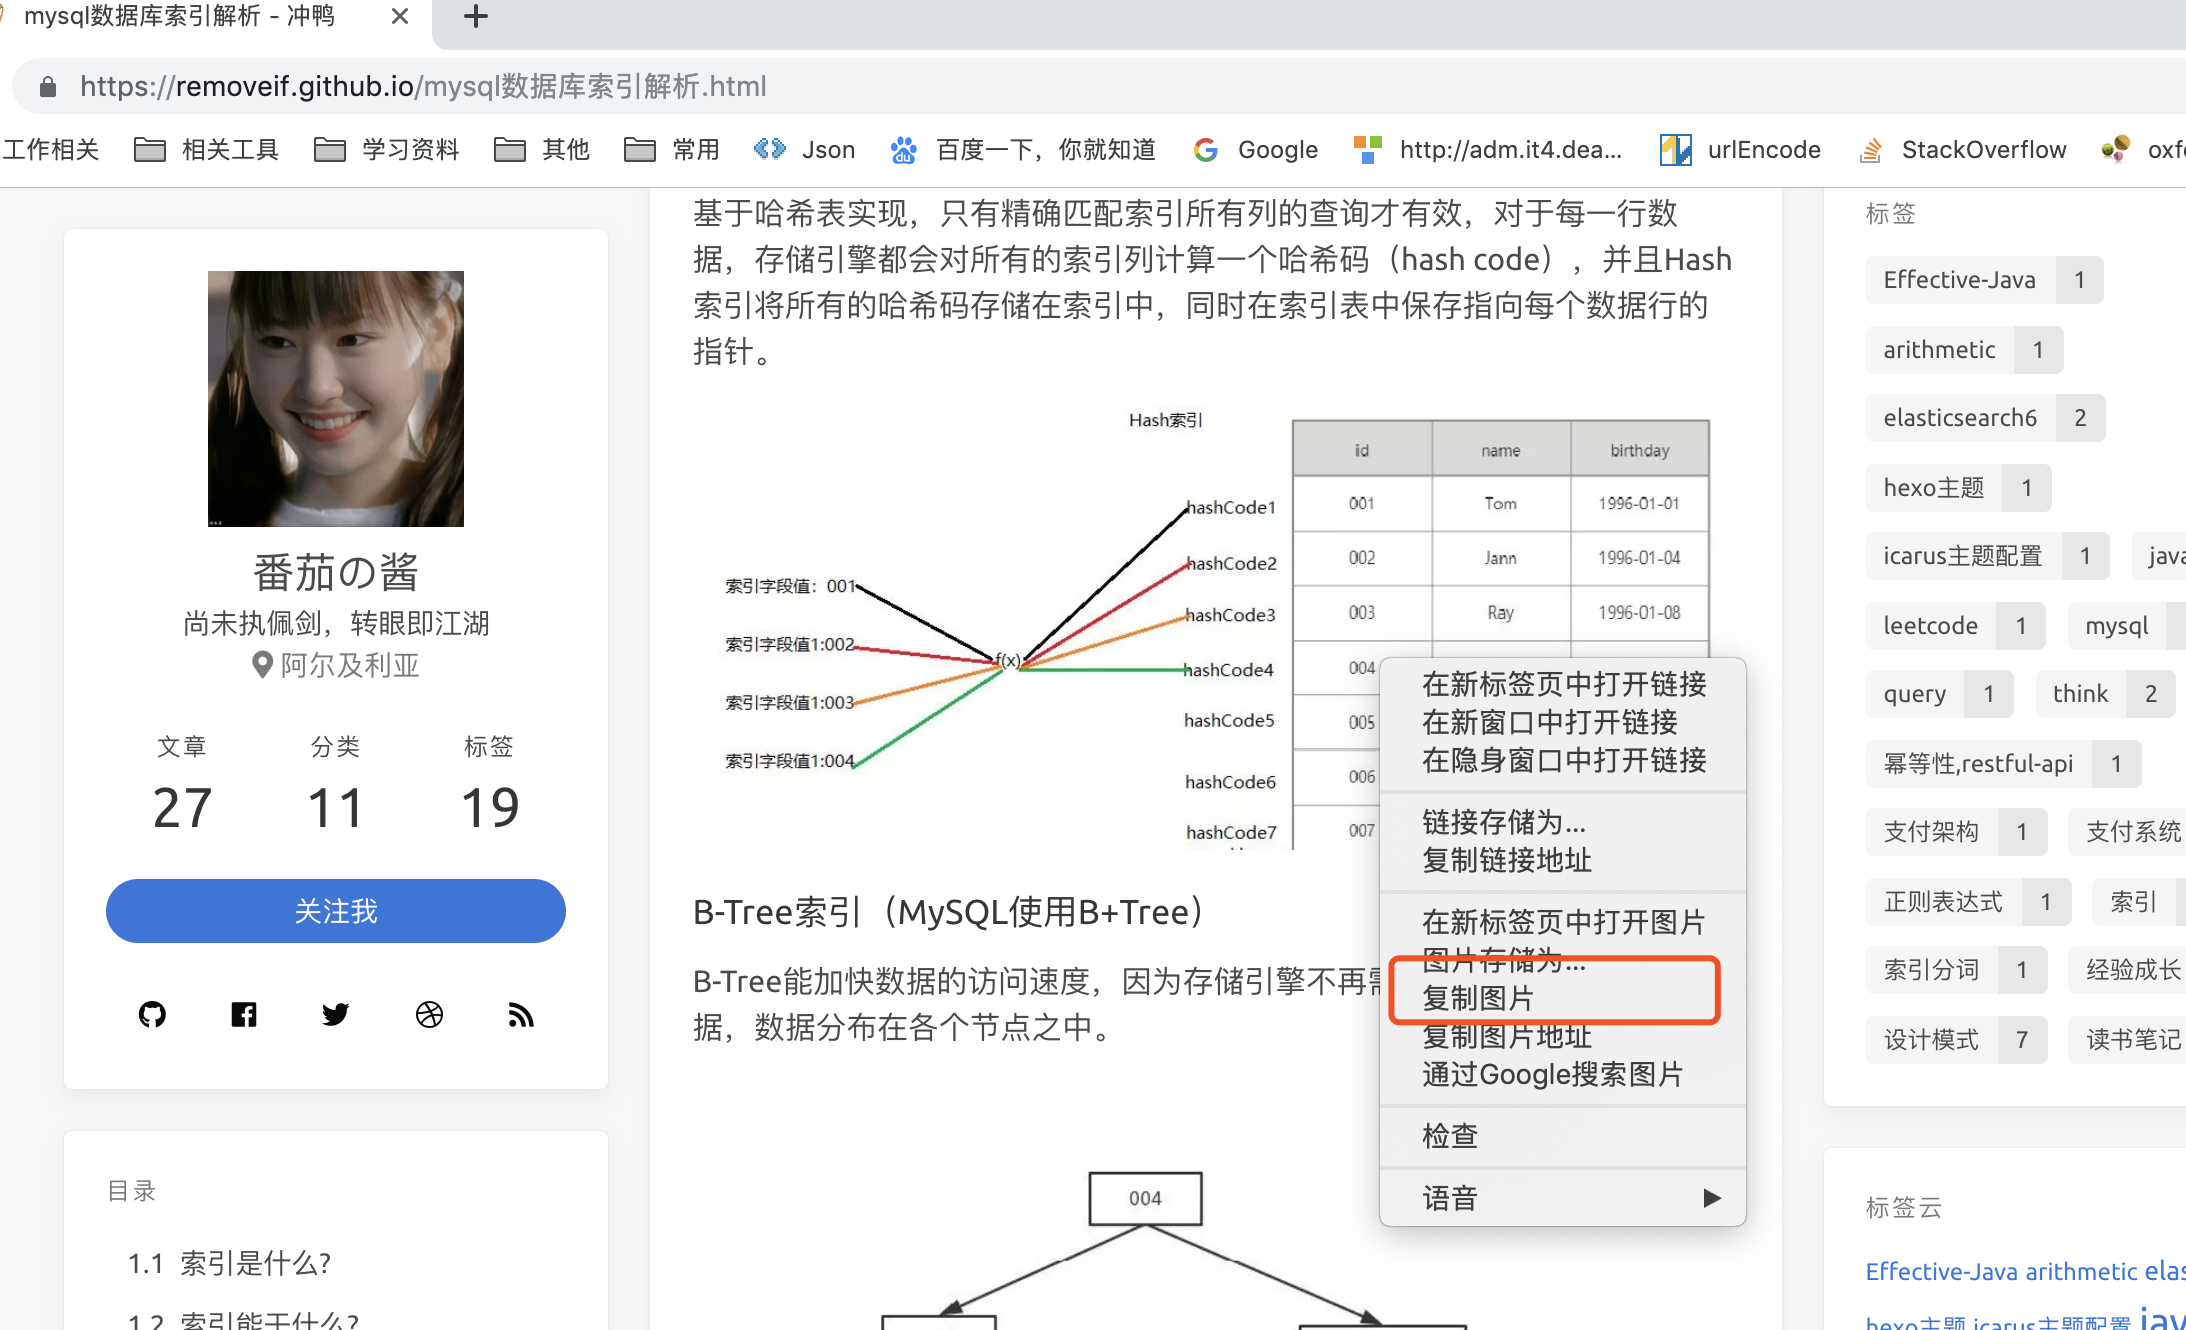 mysql数据库索引解析 - 冲鸭
https://removeif.github.io/mysql数据库索引解析.html
工作相关 相关工具 学习资料 其他 常用 Json 百度一下，你就知道 Google http://adm.it4.dea... urlEncode StackOverflow
番茄の酱
尚未执佩剑，转眼即江湖
阿尔及利亚
文章 分类 标签
27 11 19
关注我
目录
1.1 索引是什么?
1.2 索引能干什么?
基于哈希表实现，只有精确匹配索引所有列的查询才有效，对于每一行数
据，存储引擎都会对所有的索引列计算一个哈希码（hash code），并且Hash
索引将所有的哈希码存储在索引中，同时在索引表中保存指向每个数据行的
指针。
Hash索引
id name birthday
001 Tom 1996-01-01
002 Jann 1996-01-04
003 Ray 1996-01-08
004
005
006
007
hashCode1
hashCode2
hashCode3
hashCode4
hashCode5
hashCode6
hashCode7
索引字段值：001
索引字段值1:002
索引字段值1:003
索引字段值1:004
f(x)
B-Tree索引（MySQL使用B+Tree）
B-Tree能加快数据的访问速度，因为存储引擎不再需
据，数据分布在各个节点之中。
004
在新标签页中打开链接
在新窗口中打开链接
在隐身窗口中打开链接
链接存储为...
复制链接地址
在新标签页中打开图片
图片存储为...
复制图片
复制图片地址
通过Google搜索图片
检查
语音
标签
Effective-Java 1
arithmetic 1
elasticsearch6 2
hexo主题 1
icarus主题配置 1 java
leetcode 1 mysql
query 1 think 2
幂等性,restful-api 1
支付架构 1 支付系统
正则表达式 1 索引
索引分词 1 经验成长
设计模式 7 读书笔记
标签云
Effective-Java arithmetic elas
hexo主题 icarus主题配置 jav